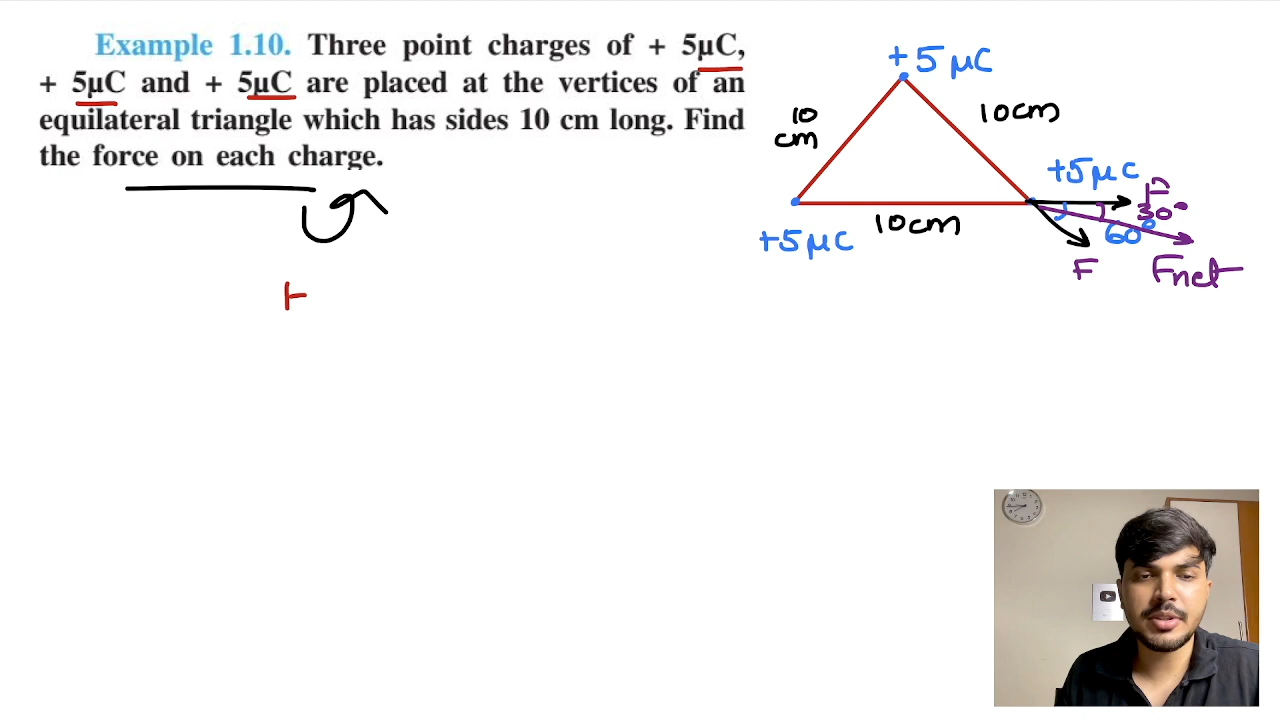 Example 1.10. Three point charges of + 5μC,
+ 5μC and + 5μC are placed at the vertices of an
equilateral triangle which has sides 10 cm long. Find
the force on each charge.
+5μC
10
cm
10cm
+5μC
F
30°
60°
10cm
+5μC
F
Fnet